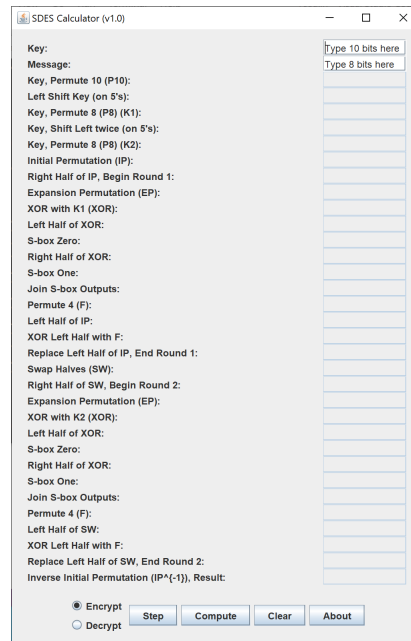 SDES Calculator (v1.0)
Key: Type 10 bits here
Message: Type 8 bits here
Key, Permute 10 (P10):
Left Shift Key (on 5's):
Key, Permute 8 (P8) (K1):
Key, Shift Left twice (on 5's):
Key, Permute 8 (P8) (K2):
Initial Permutation (IP):
Right Half of IP, Begin Round 1:
Expansion Permutation (EP):
XOR with K1 (XOR):
Left Half of XOR:
S-box Zero:
Right Half of XOR:
S-box One:
Join S-box Outputs:
Permute 4 (F):
Left Half of IP:
XOR Left Half with F:
Replace Left Half of IP, End Round 1:
Swap Halves (SW):
Right Half of SW, Begin Round 2:
Expansion Permutation (EP):
XOR with K2 (XOR):
Left Half of XOR:
S-box Zero:
Right Half of XOR:
S-box One:
Join S-box Outputs:
Permute 4 (F):
Left Half of SW:
XOR Left Half with F:
Replace Left Half of SW, End Round 2:
Inverse Initial Permutation (IP^{-1}), Result:
Encrypt
Step Compute Clear About
Decrypt